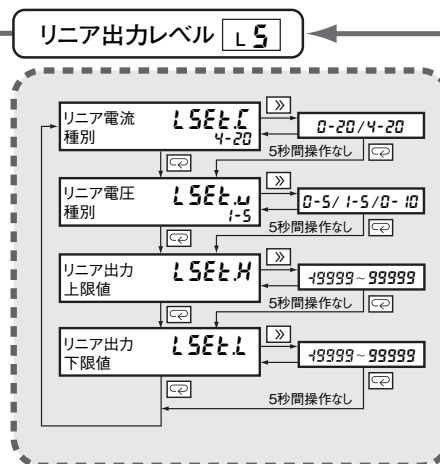 リニア出力レベル L 5
リニア電流 種別 LSEt.C 4-20
0-20/4-20
5秒間操作なし
リニア電圧 種別 LSEt.u 1-5
0-5/1-5/0-10
5秒間操作なし
リニア出力 上限値 LSEt.H
-19999~99999
5秒間操作なし
リニア出力 下限値 LSEt.L
-19999~99999
5秒間操作なし